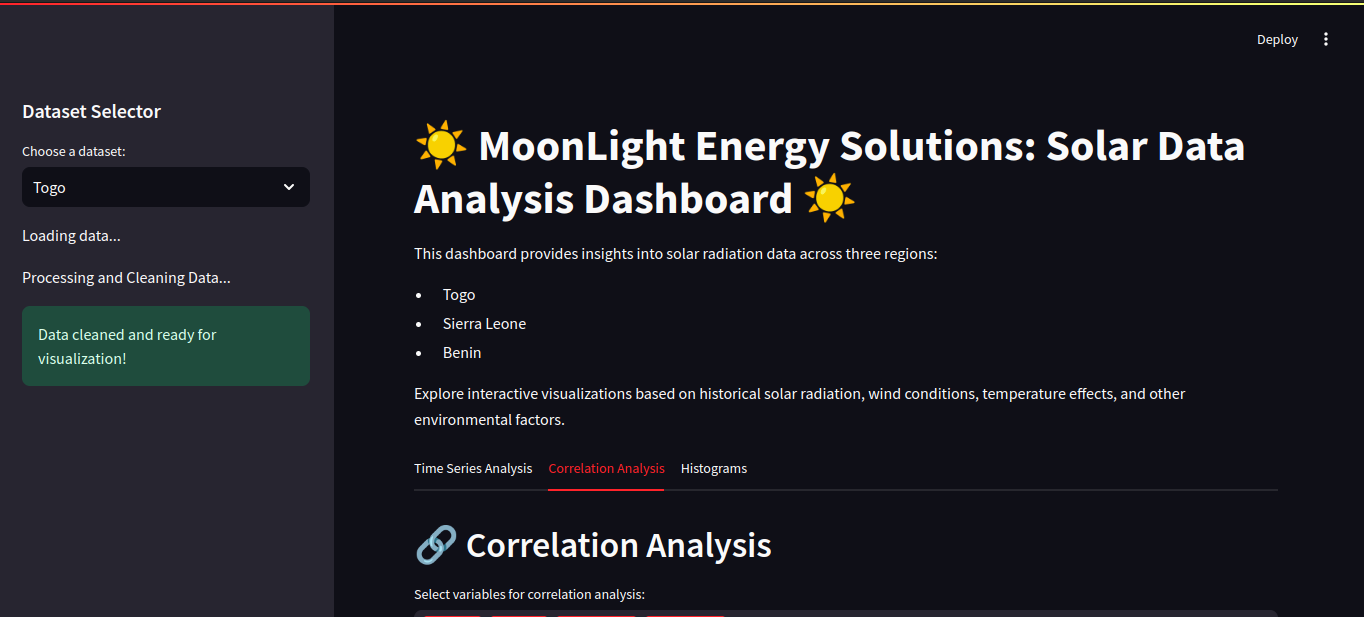 Deploy
Dataset Selector
Choose a dataset:
Togo
Loading data...
Processing and Cleaning Data...
Data cleaned and ready for
visualization!
MoonLight Energy Solutions: Solar Data
Analysis Dashboard
This dashboard provides insights into solar radiation data across three regions:
Togo
Sierra Leone
Benin
Explore interactive visualizations based on historical solar radiation, wind conditions, temperature effects, and other
environmental factors.
Time Series Analysis Correlation Analysis Histograms
Correlation Analysis
Select variables for correlation analysis: